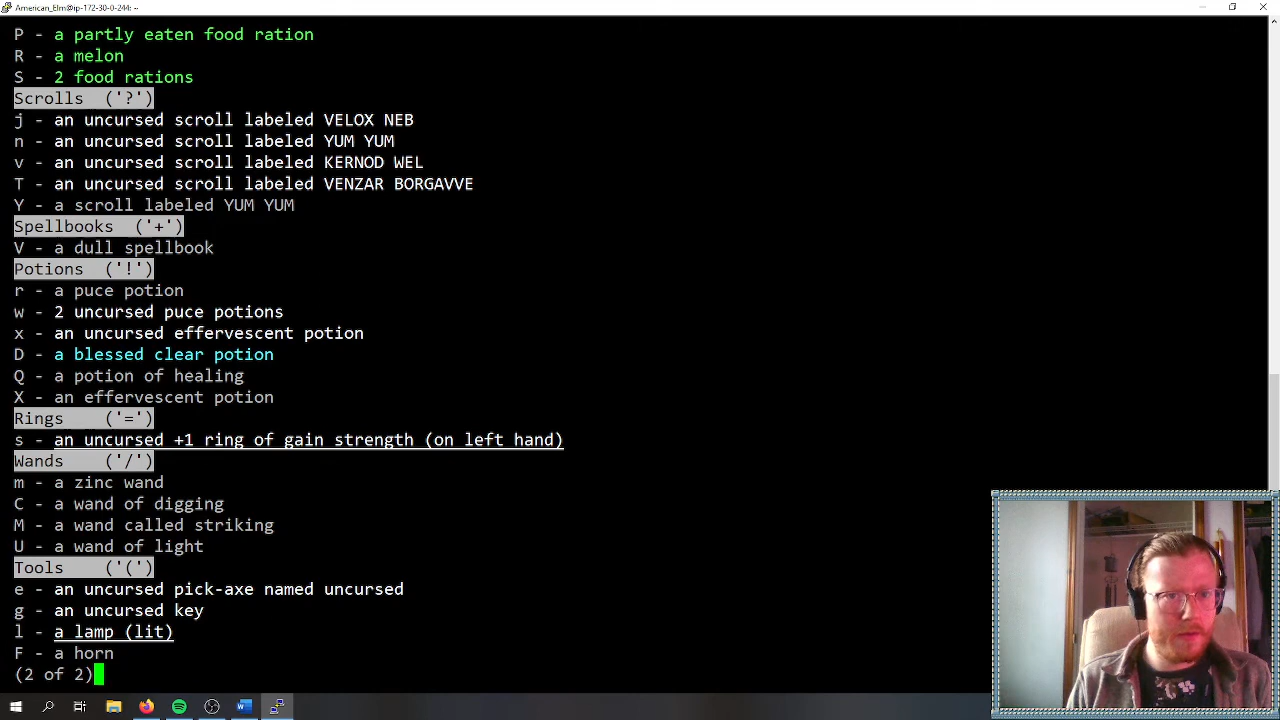 American_Elm@ip-172-30-0-244: ~
P - a partly eaten food ration
R - a melon
S - 2 food rations
Scrolls ('?')
j - an uncursed scroll labeled VELOX NEB
n - an uncursed scroll labeled YUM YUM
v - an uncursed scroll labeled KERNOD WEL
T - an uncursed scroll labeled VENZAR BORGAVVE
Y - a scroll labeled YUM YUM
Spellbooks ('+')
V - a dull spellbook
Potions ('!')
r - a puce potion
w - 2 uncursed puce potions
x - an uncursed effervescent potion
D - a blessed clear potion
Q - a potion of healing
X - an effervescent potion
Rings ('=')
s - an uncursed +1 ring of gain strength (on left hand)
Wands ('/')
m - a zinc wand
C - a wand of digging
M - a wand called striking
U - a wand of light
Tools ('(')
e - an uncursed pick-axe named uncursed
g - an uncursed key
l - a lamp (lit)
F - a horn
(2 of 2)